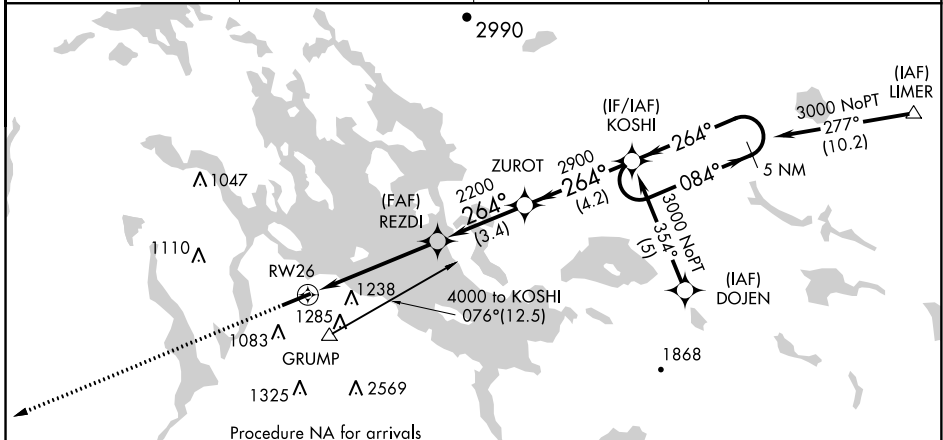 2990
(IAF)
LIMER
3000 NoPT
277°
(10.2)
(IF/IAF)
KOSHI
264°
084°
5 NM
ZUROT
2900
264°
(4.2)
2200
264°
(3.4)
(FAF)
REZDI
3000 NoPT
354°
(5)
(IAF)
DOJEN
1047
1110
RW26
1238
1285
1083
GRUMP
4000 to KOSHI
076°(12.5)
1868
1325
2569
Procedure NA for arrivals